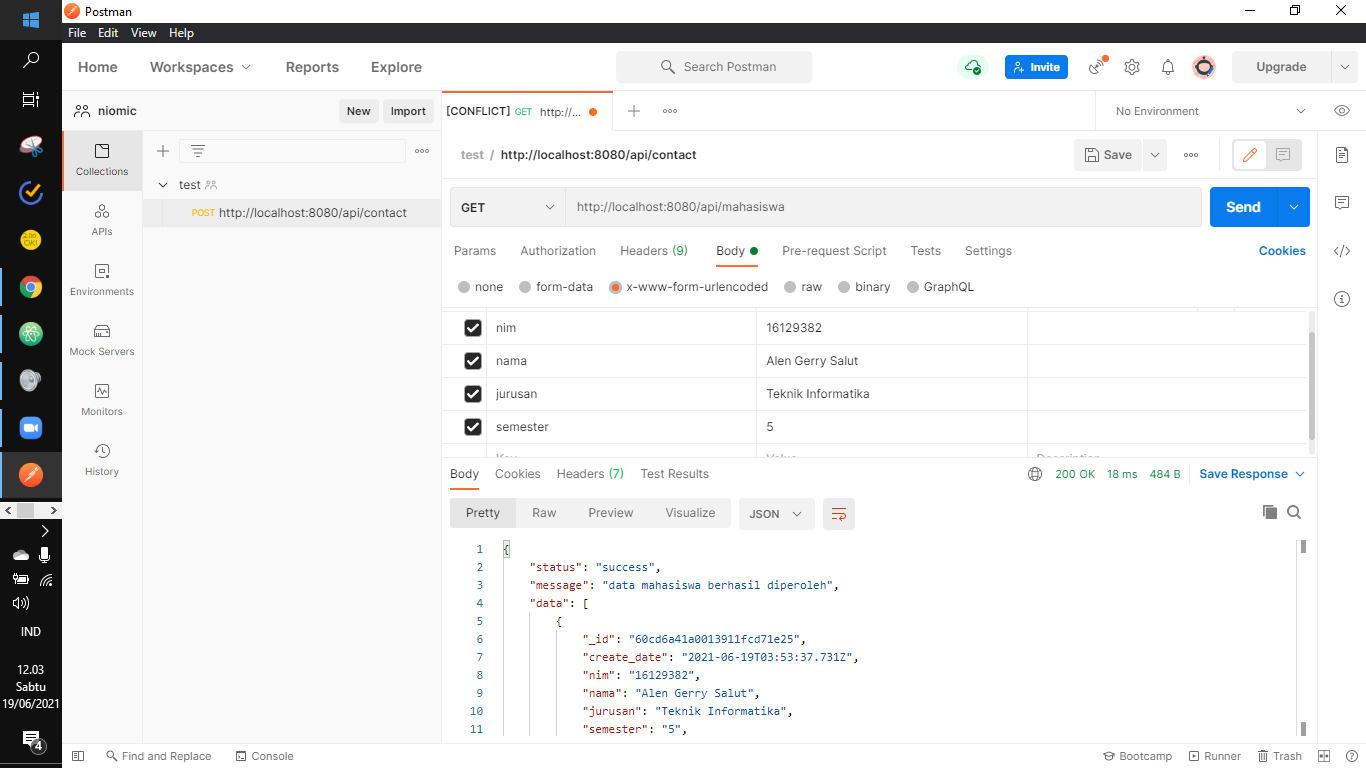 Postman
File Edit View Help
Home Workspaces Reports Explore Search Postman Invite Upgrade
niomic New Import [CONFLICT] GET http://... No Environment
Collections
APIs
Environments
Mock Servers
Monitors
History
test
POST http://localhost:8080/api/contact
test / http://localhost:8080/api/contact Save
GET http://localhost:8080/api/mahasiswa Send
Params Authorization Headers (9) Body Pre-request Script Tests Settings Cookies
none form-data x-www-form-urlencoded raw binary GraphQL
nim 16129382
nama Alen Gerry Salut
jurusan Teknik Informatika
semester 5
Key Value Description
Body Cookies Headers (7) Test Results 200 OK 18 ms 484 B Save Response
Pretty Raw Preview Visualize JSON
1 {
2 "status": "success",
3 "message": "data mahasiswa berhasil diperoleh",
4 "data": [
5 {
6 "_id": "60cd6a41a0013911fcd71e25",
7 "create_date": "2021-06-19T03:53:37.731Z",
8 "nim": "16129382",
9 "nama": "Alen Gerry Salut",
10 "jurusan": "Teknik Informatika",
11 "semester": "5",
IND
12.03
Sabtu
19/06/2021
4
Find and Replace Console Bootcamp Runner Trash